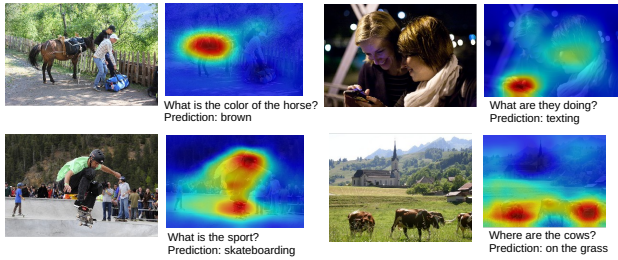 What is the color of the horse?
Prediction: brown
What are they doing?
Prediction: texting
What is the sport?
Prediction: skateboarding
Where are the cows?
Prediction: on the grass